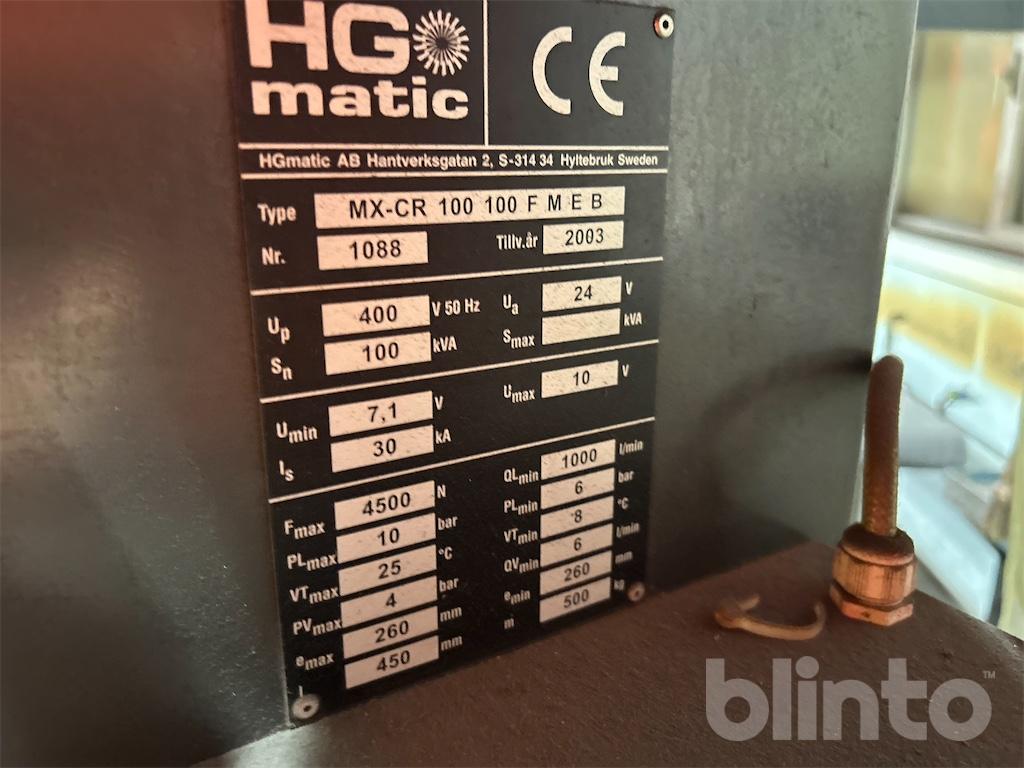 HG
matic
CE
HGmatic AB Hantverksgatan 2, S-314 34 Hyltebruk Sweden
Type MX-CR 100 100 F M E B
Nr. 1088 Tillv.år 2003
Up 400 V 50 Hz Ua 24 V
Sn 100 kVA Smax kVA
Umin 7,1 V Umax 10 V
Is 30 kA
Fmax 4500 N QLmin 1000 l/min
PLmax 10 bar PLmin 6 bar
VTmax 25 °C VTmin 8 °C
PVmax 4 bar QVmin 6 l/min
emax 260 mm emin 260 mm
l 450 mm m 500 kg
blinto™